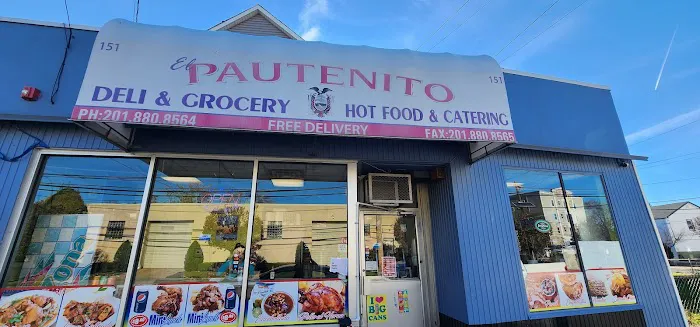 151
151
El PAUTENITO
DELI & GROCERY
HOT FOOD & CATERING
PH:201.880.8564
FREE DELIVERY
FAX:201.880.8565
I ♥ BIG CANS